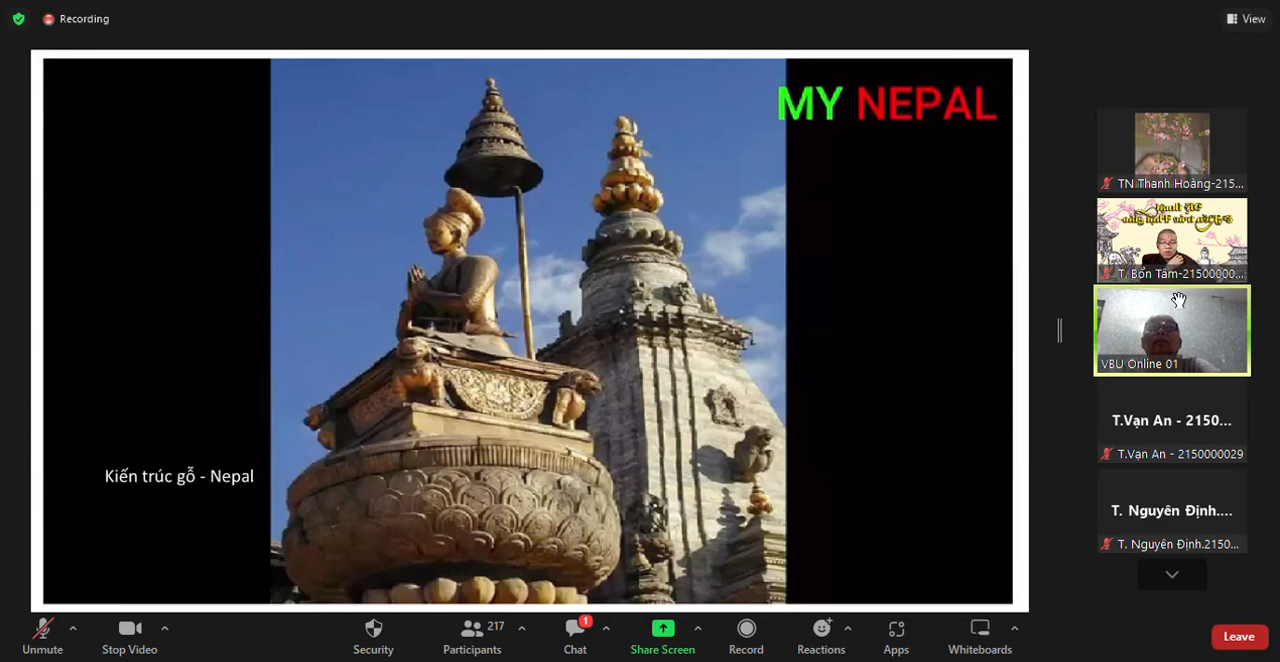 Recording
View
MY NEPAL
Kiến trúc gỗ - Nepal
TN Thanh Hoàng-215...
T. Bổn Tâm-21500000...
VBU Online 01
T.Vạn An - 2150...
T.Vạn An - 2150000029
T. Nguyên Định....
T. Nguyên Định.2150...
Unmute
Stop Video
Security
217
Participants
1
Chat
Share Screen
Record
Reactions
Apps
Whiteboards
Leave